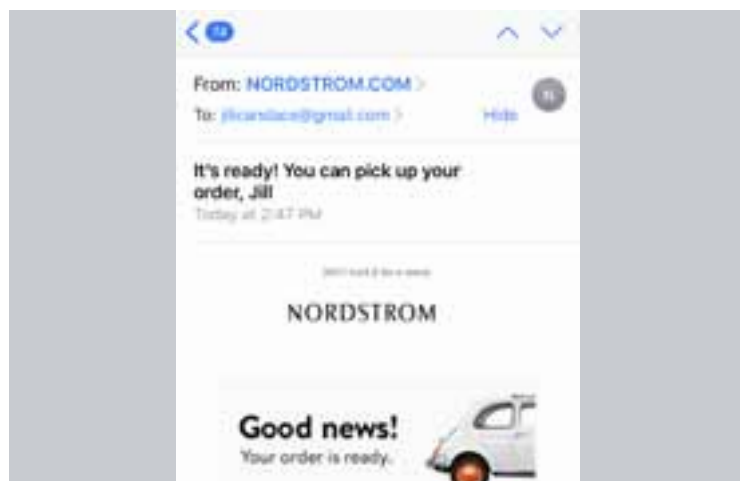 From: NORDSTROM.COM
To:
Hide
It's ready! You can pick up your
order, Jill
Today at 2:47 PM
NORDSTROM
Good news!
Your order is ready.